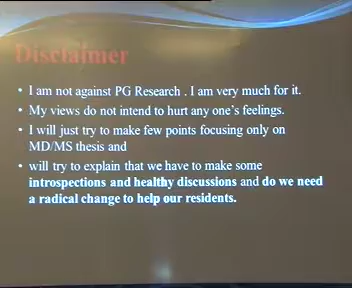 Disclaimer
• I am not against PG Research . I am very much for it.
• My views do not intend to hurt any one's feelings.
• I will just try to make few points focusing only on
MD/MS thesis and
• will try to explain that we have to make some
introspections and healthy discussions and do we need
a radical change to help our residents.